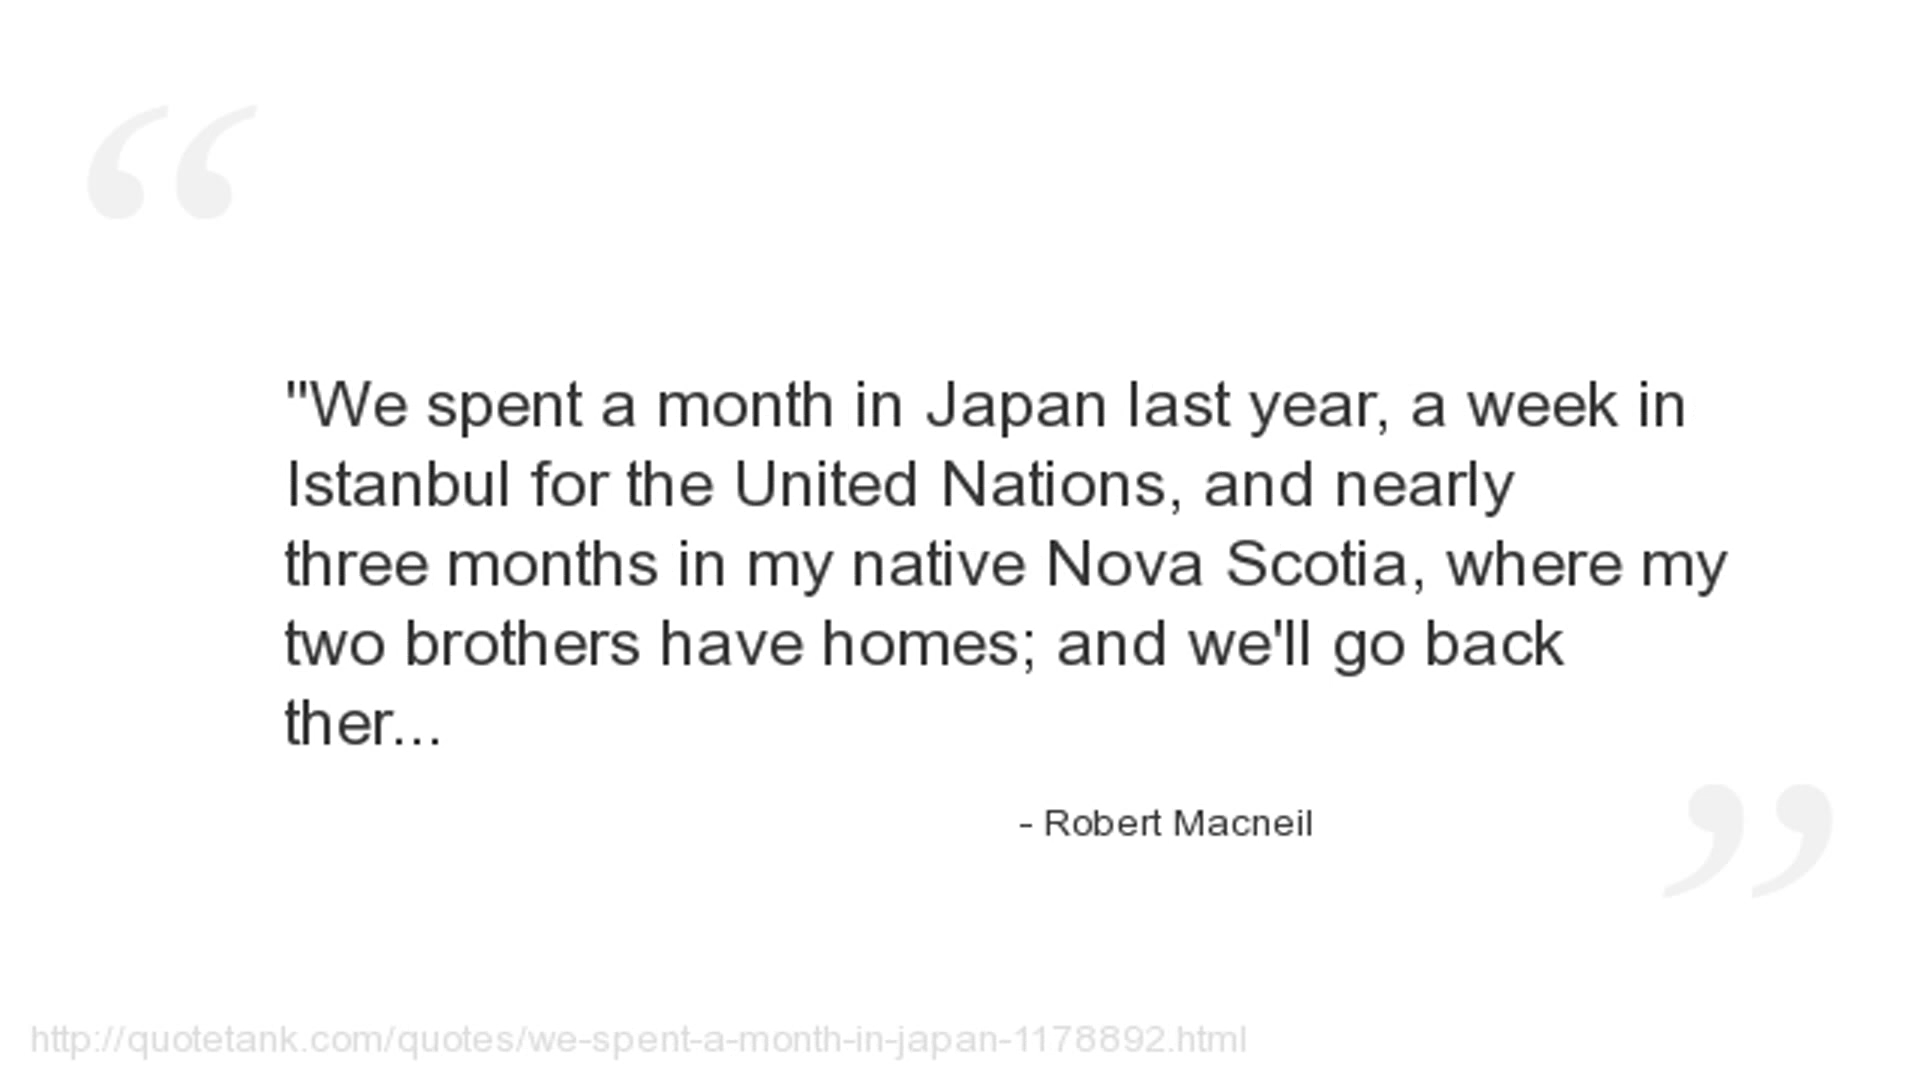 "We spent a month in Japan last year, a week in
Istanbul for the United Nations, and nearly
three months in my native Nova Scotia, where my
two brothers have homes; and we'll go back
ther...
- Robert Macneil
http://quotetank.com/quotes/we-spent-a-month-in-japan-1178892.html